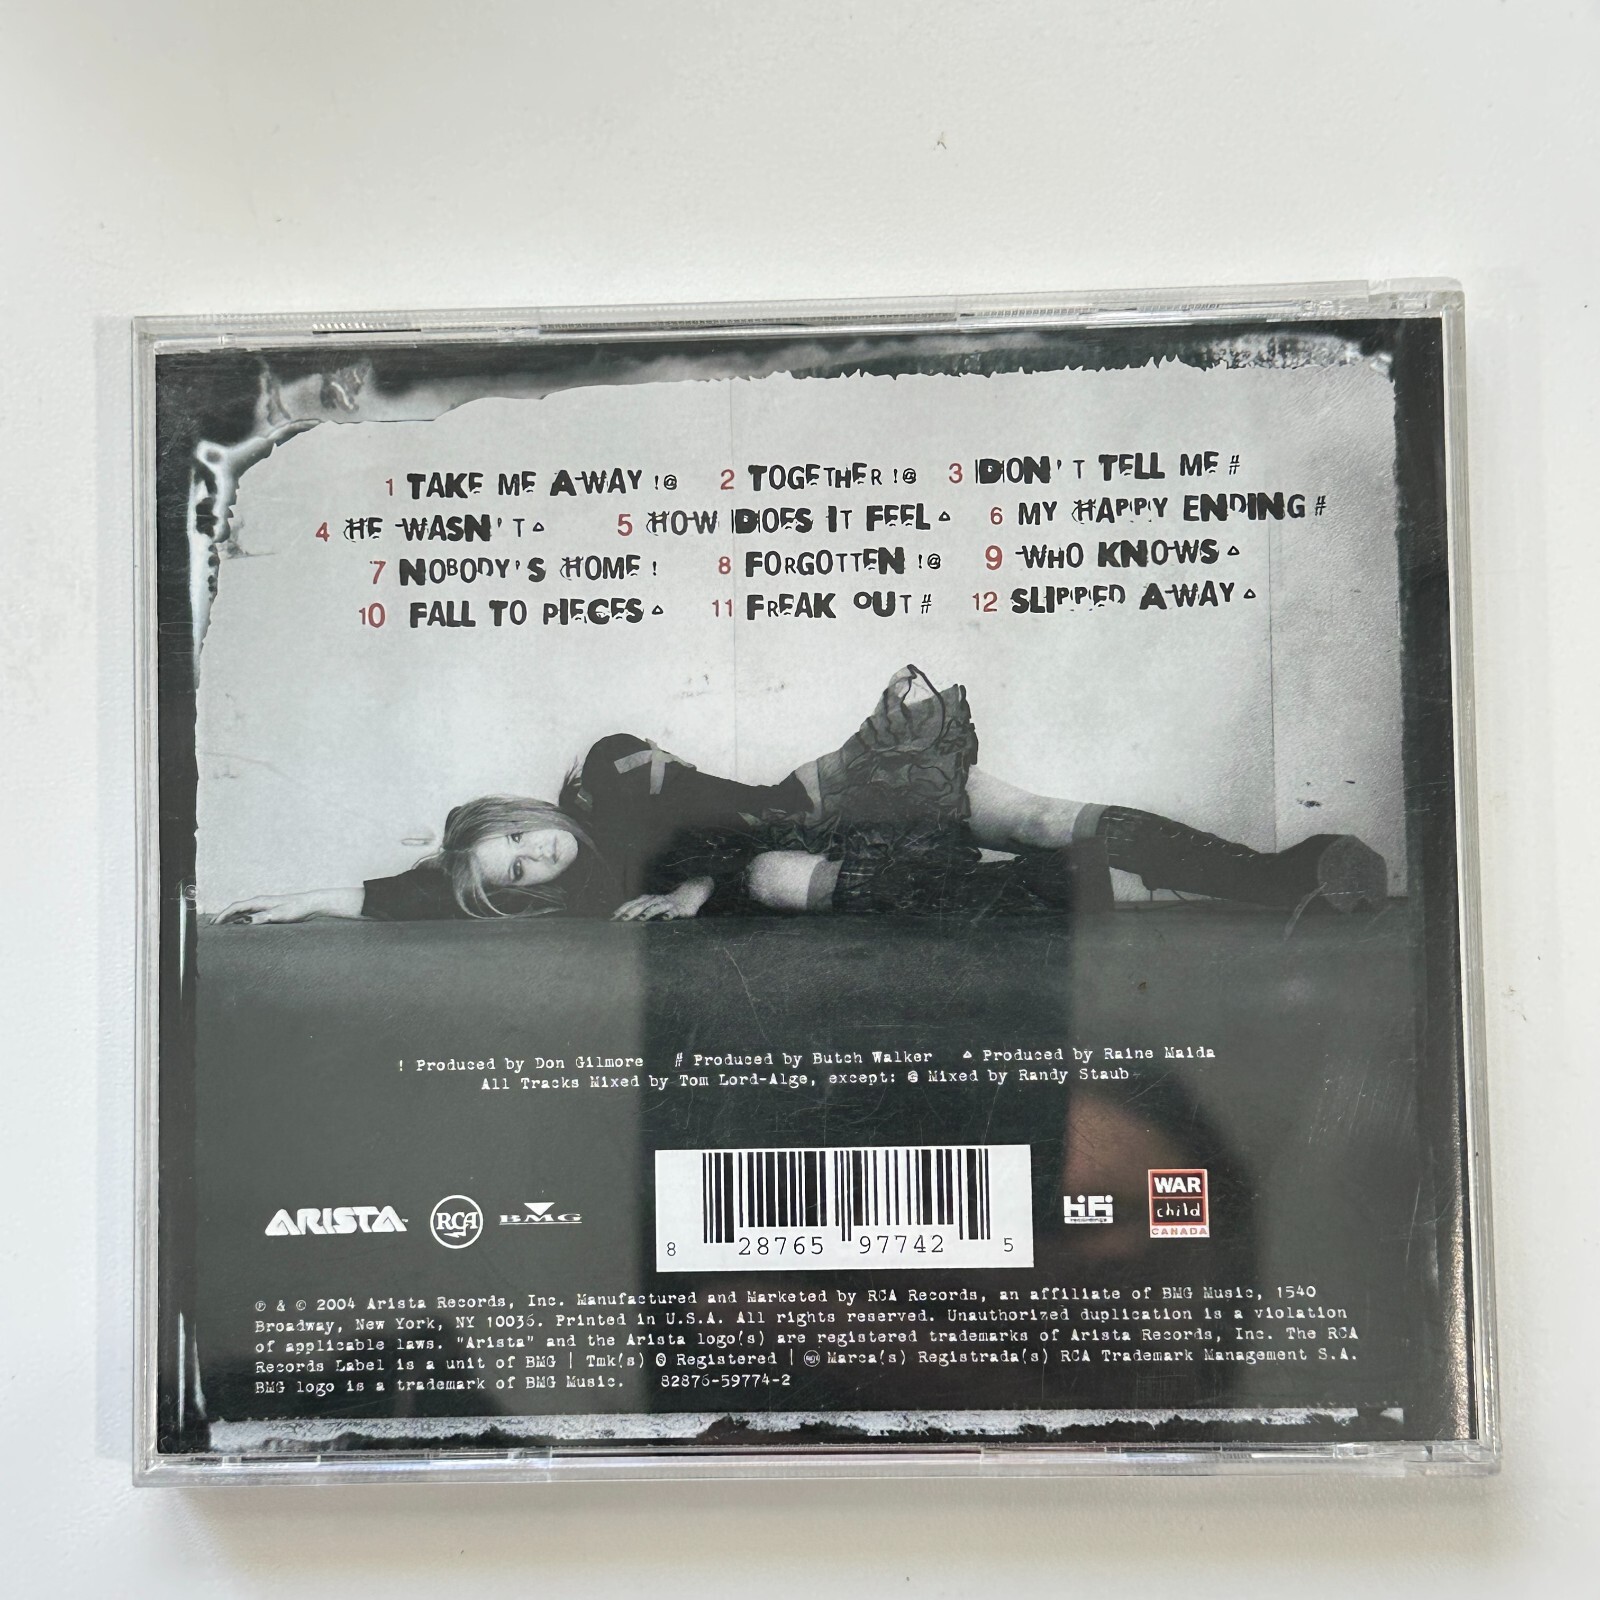 1 TAKE ME AWAY !@ 2 TOGETHER !@ 3 DON'T TELL ME #
4 HE WASN'T △ 5 HOW DOES IT FEEL △ 6 MY HAPPY ENDING #
7 NOBODY'S HOME ! 8 FORGOTTEN !@ 9 WHO KNOWS △
10 FALL TO PIECES △ 11 FREAK OUT # 12 SLIPPED AWAY △
! Produced by Don Gilmore # Produced by Butch Walker △ Produced by Raine Maida
All Tracks Mixed by Tom Lord-Alge, except: @ Mixed by Randy Staub
ARISTA™ RCA BMG
8 28765 97742 5
HiFi recordings
WAR child CANADA
℗ & © 2004 Arista Records, Inc. Manufactured and Marketed by RCA Records, an affiliate of BMG Music, 1540
Broadway, New York, NY 10036. Printed in U.S.A. All rights reserved. Unauthorized duplication is a violation
of applicable laws. "Arista" and the Arista logo(s) are registered trademarks of Arista Records, Inc. The RCA
Records Label is a unit of BMG | Tmk(s) ® Registered | Marca(s) Registrada(s) RCA Trademark Management S.A.
BMG logo is a trademark of BMG Music. 82876-59774-2